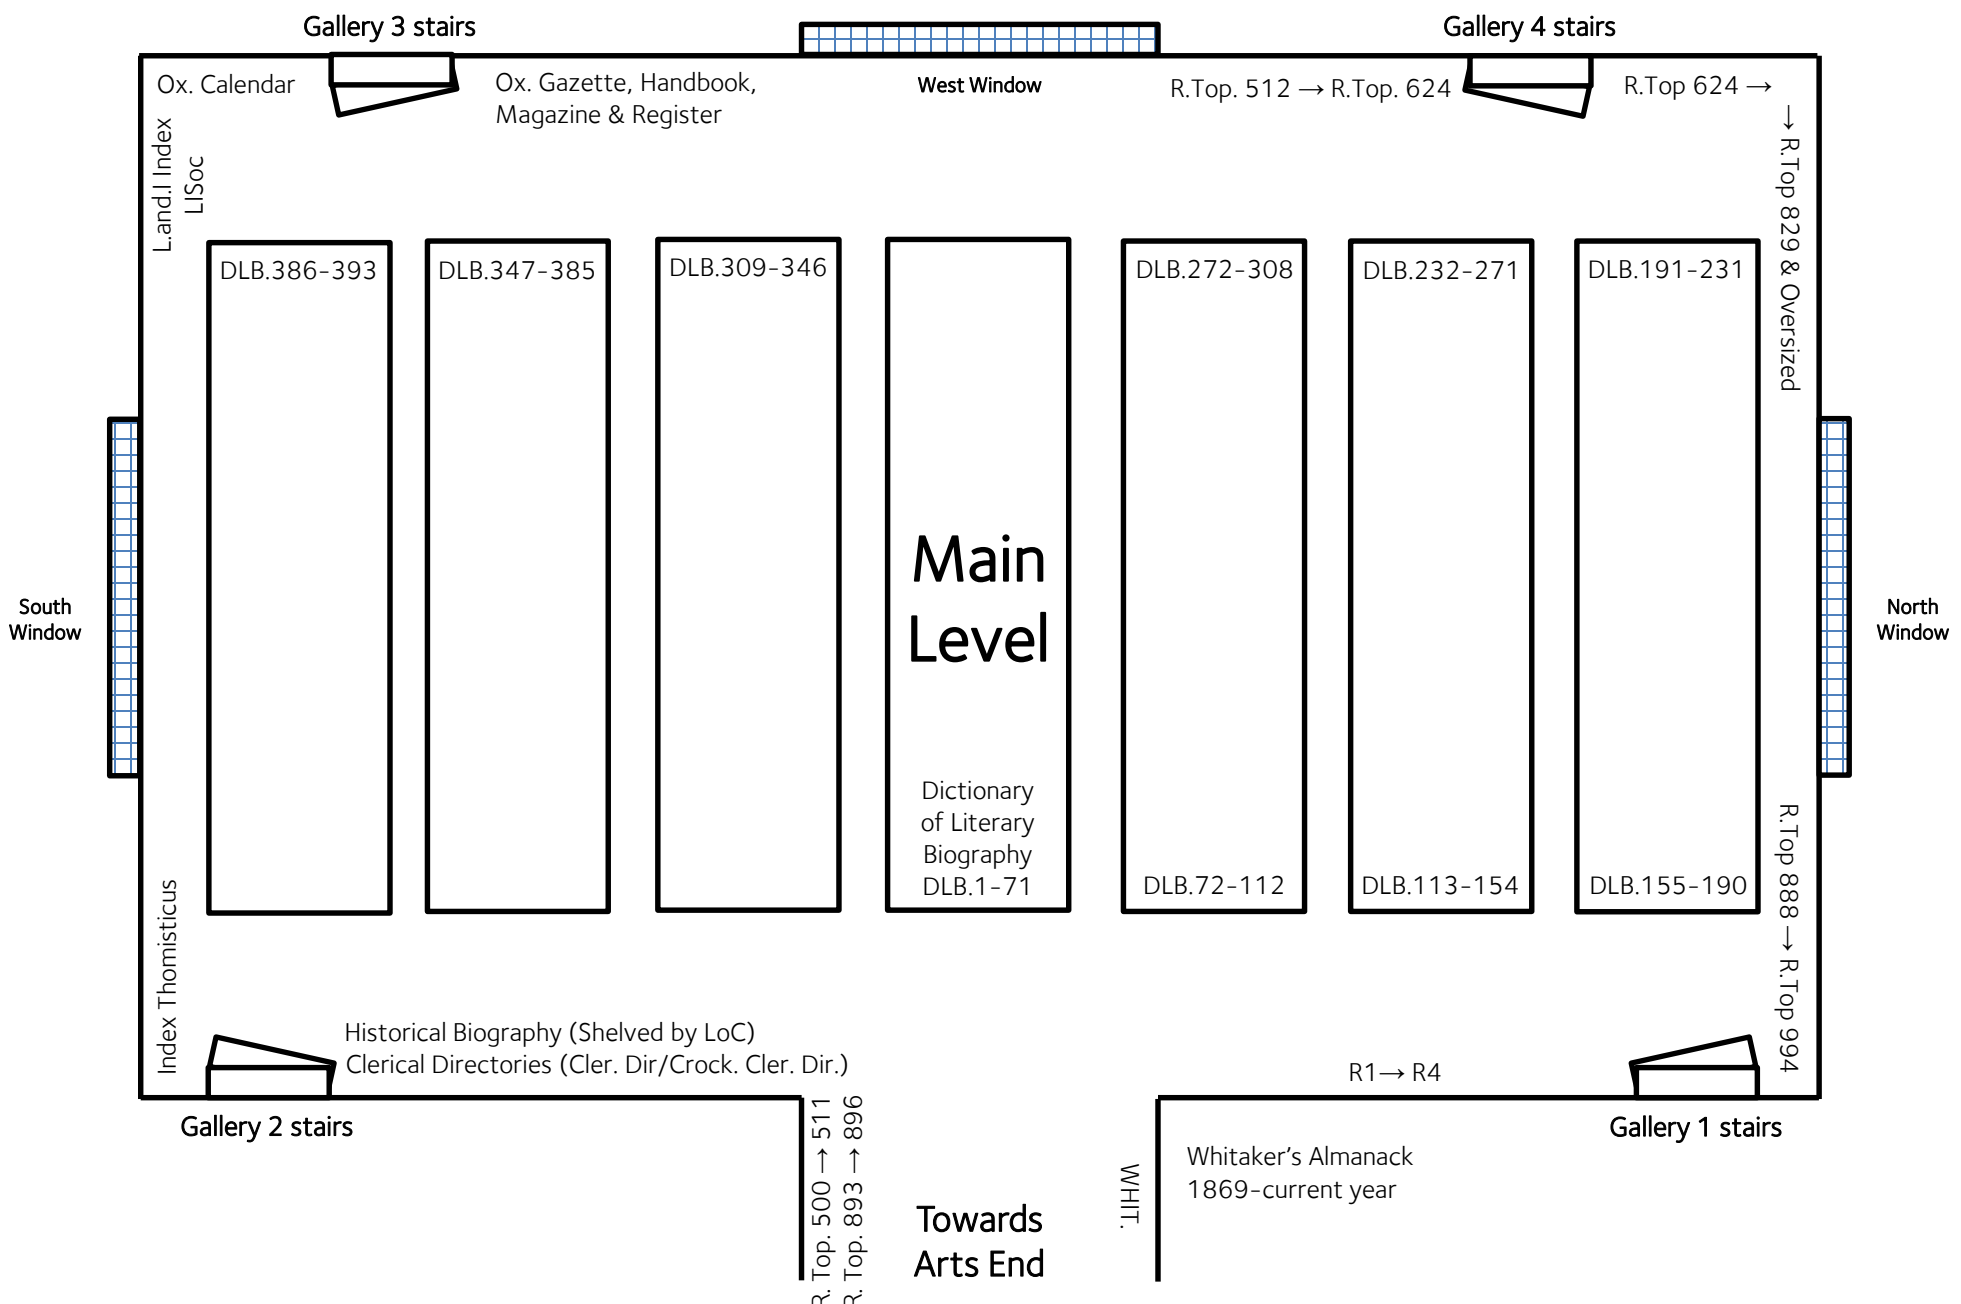 Gallery 3 stairs
Gallery 4 stairs
Ox. Calendar
Ox. Gazette, Handbook,
Magazine & Register
West Window
R.Top. 512 → R.Top. 624
R.Top 624 →
→ R.Top 829 & Oversized
L.and.I Index
LISoc
DLB.386-393
DLB.347-385
DLB.309-346
DLB.272-308
DLB.232-271
DLB.191-231
Main
Level
South
Window
North
Window
Dictionary
of Literary
Biography
DLB.1-71
DLB.72-112
DLB.113-154
DLB.155-190
R.Top 888 → R.Top 994
Index Thomisticus
Historical Biography (Shelved by LoC)
Clerical Directories (Cler. Dir/Crock. Cler. Dir.)
R1→ R4
Gallery 2 stairs
Gallery 1 stairs
R. Top. 500 → 511
R. Top. 893 → 896
WHIT.
Whitaker's Almanack
1869-current year
Towards
Arts End